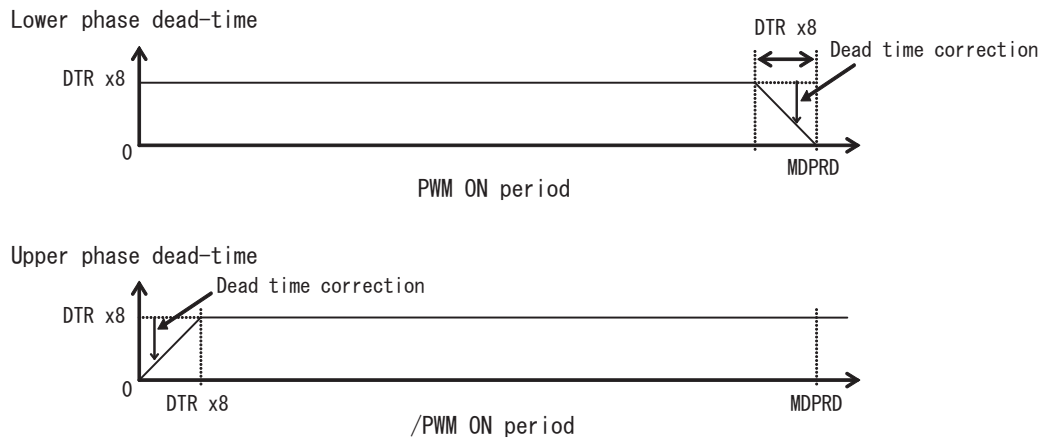 Lower phase dead-time
DTR x8
Dead time correction
DTR x8
0
MDPRD
PWM ON period
Upper phase dead-time
Dead time correction
DTR x8
0
DTR x8
MDPRD
/PWM ON period